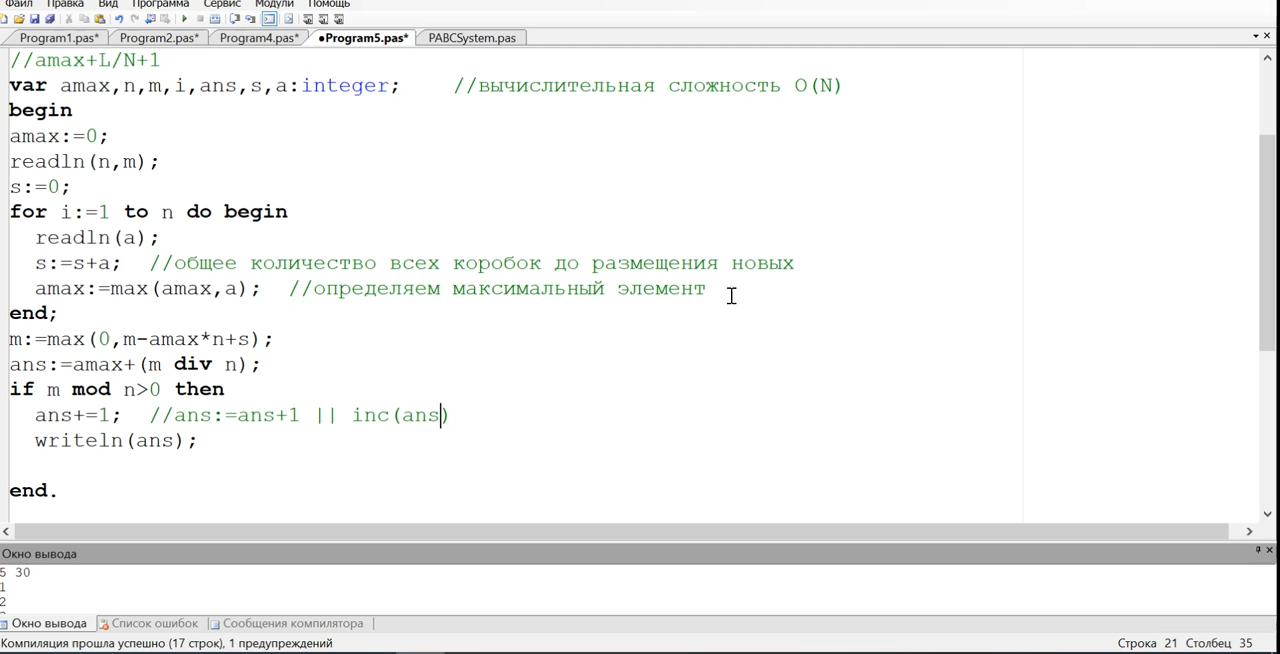 Файл Правка Вид Программа Сервис Модули Помощь
Program1.pas* Program2.pas* Program4.pas* •Program5.pas* PABCSystem.pas
//amax+L/N+1
var amax,n,m,i,ans,s,a:integer; //вычислительная сложность O(N)
begin
amax:=0;
readln(n,m);
s:=0;
for i:=1 to n do begin
readln(a);
s:=s+a; //общее количество всех коробок до размещения новых
amax:=max(amax,a); //определяем максимальный элемент
end;
m:=max(0,m-amax*n+s);
ans:=amax+(m div n);
if m mod n>0 then
ans+=1; //ans:=ans+1 || inc(ans)
writeln(ans);
end.
Окно вывода
5 30
1
2
Окно вывода Список ошибок Сообщения компилятора
Компиляция прошла успешно (17 строк), 1 предупреждений Строка 21 Столбец 35